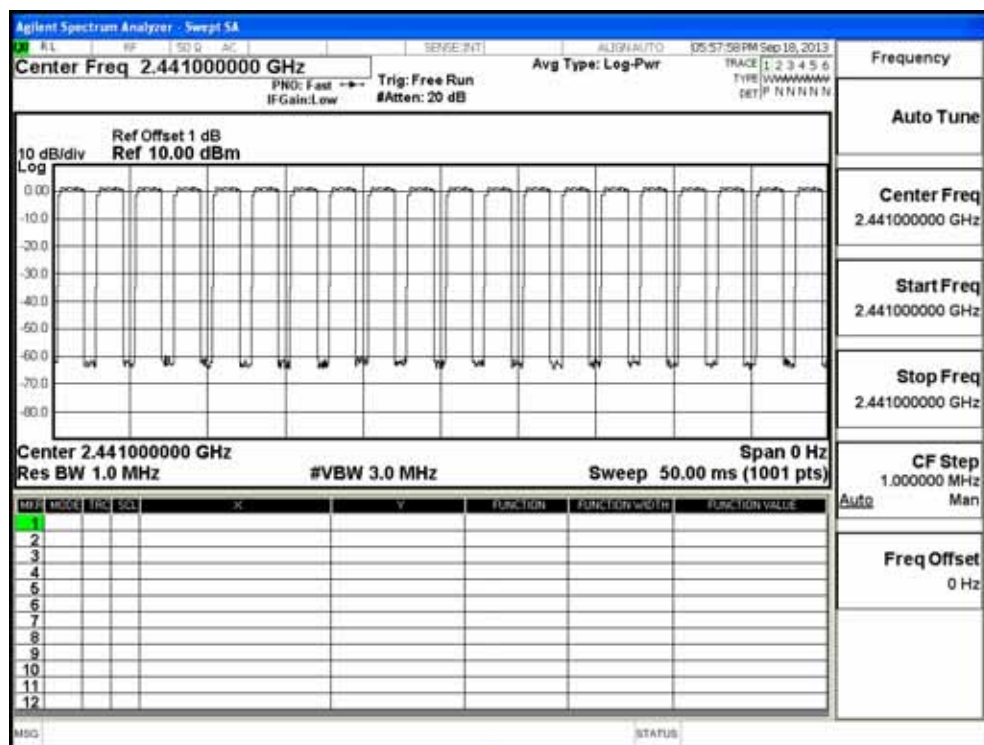 Agilent Spectrum Analyzer - Swept SA
RL RF 50 Ω AC SENSE:INT ALIGNAUTO 05:57:58 PM Sep 18, 2013
Center Freq 2.441000000 GHz
PNO: Fast
IFGain:Low
Trig: Free Run
#Atten: 20 dB
Avg Type: Log-Pwr
TRACE 1 2 3 4 5 6
TYPE
DET P N N N N N
Ref Offset 1 dB
10 dB/div Ref 10.00 dBm
Log
0.00
-10.0
-20.0
-30.0
-40.0
-50.0
-60.0
-70.0
-80.0
Center 2.441000000 GHz Span 0 Hz
Res BW 1.0 MHz #VBW 3.0 MHz Sweep 50.00 ms (1001 pts)
MKR MODE TRC SCL X Y FUNCTION FUNCTION WIDTH FUNCTION VALUE
1
2
3
4
5
6
7
8
9
10
11
12
MSG STATUS
Frequency
Auto Tune
Center Freq
2.441000000 GHz
Start Freq
2.441000000 GHz
Stop Freq
2.441000000 GHz
CF Step
1.000000 MHz
Auto Man
Freq Offset
0 Hz